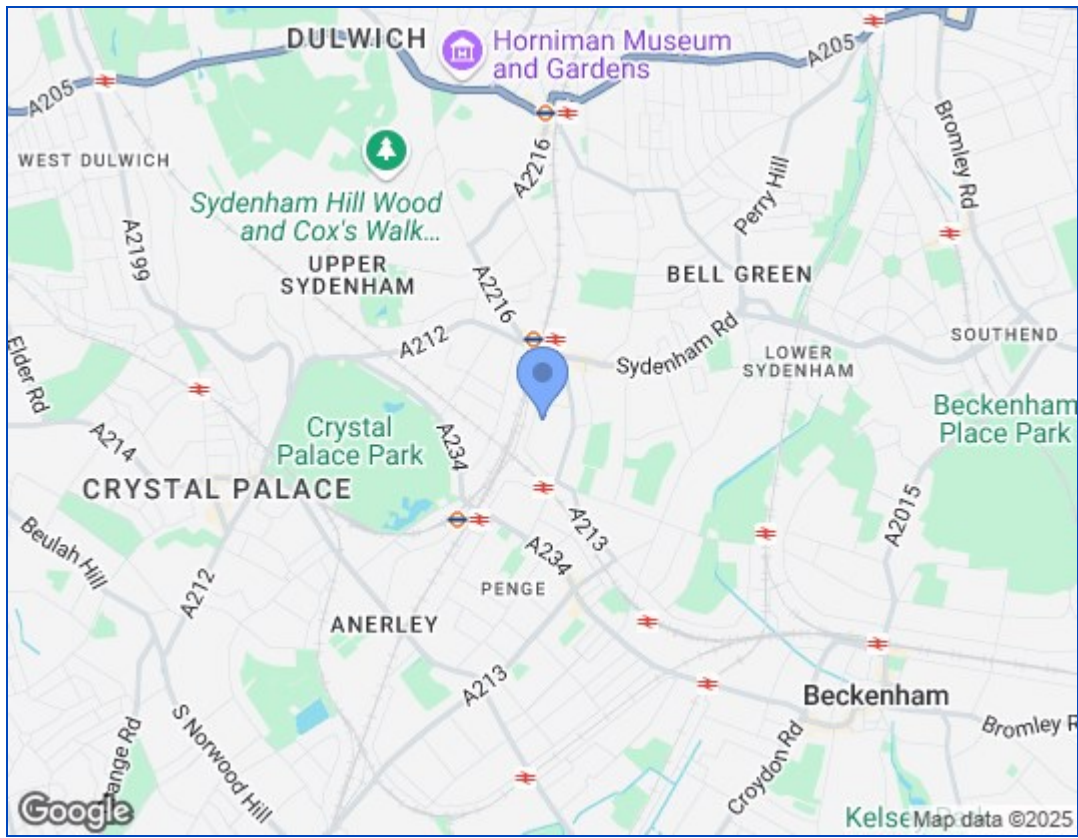 DULWICH
Horniman Museum
and Gardens
A205
A205
WEST DULWICH
A2216
Bromley Rd
Sydenham Hill Wood
and Cox's Walk...
Perry Hill
A2199
UPPER
SYDENHAM
A2216
BELL GREEN
A212
Sydenham Rd
SOUTHEND
LOWER
SYDENHAM
Elder Rd
Beckenham
Place Park
Crystal
Palace Park
A234
A214
CRYSTAL PALACE
A2015
A213
Beulah Hill
A234
A212
PENGE
ANERLEY
A213
Beckenham
S Norwood Hill
Bromley R
Croydon Rd
ange Rd
Google
Kelse
Map data ©2025